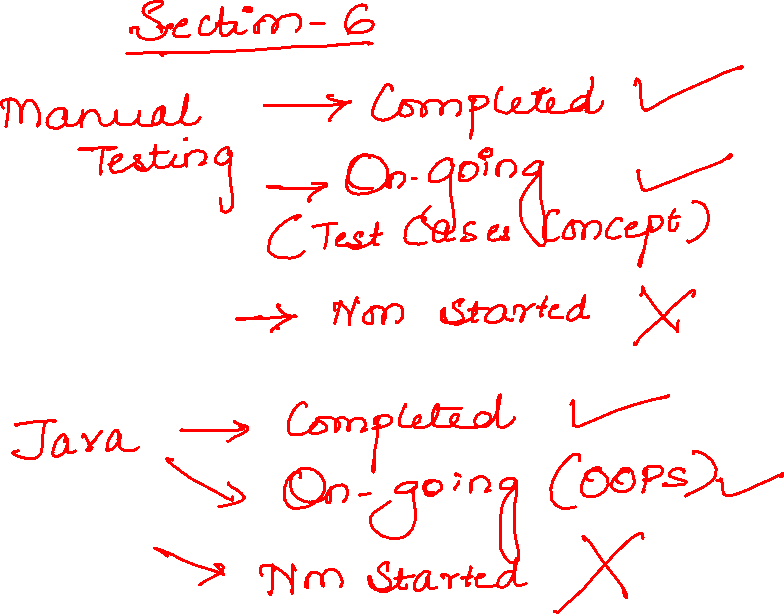 Section-6
Manual → Completed ✓
Testing → On-going ✓
(Test Cases Concept)
→ Non Started ✗
Java → Completed ✓
→ On-going (OOPS) ✓
→ Non Started ✗